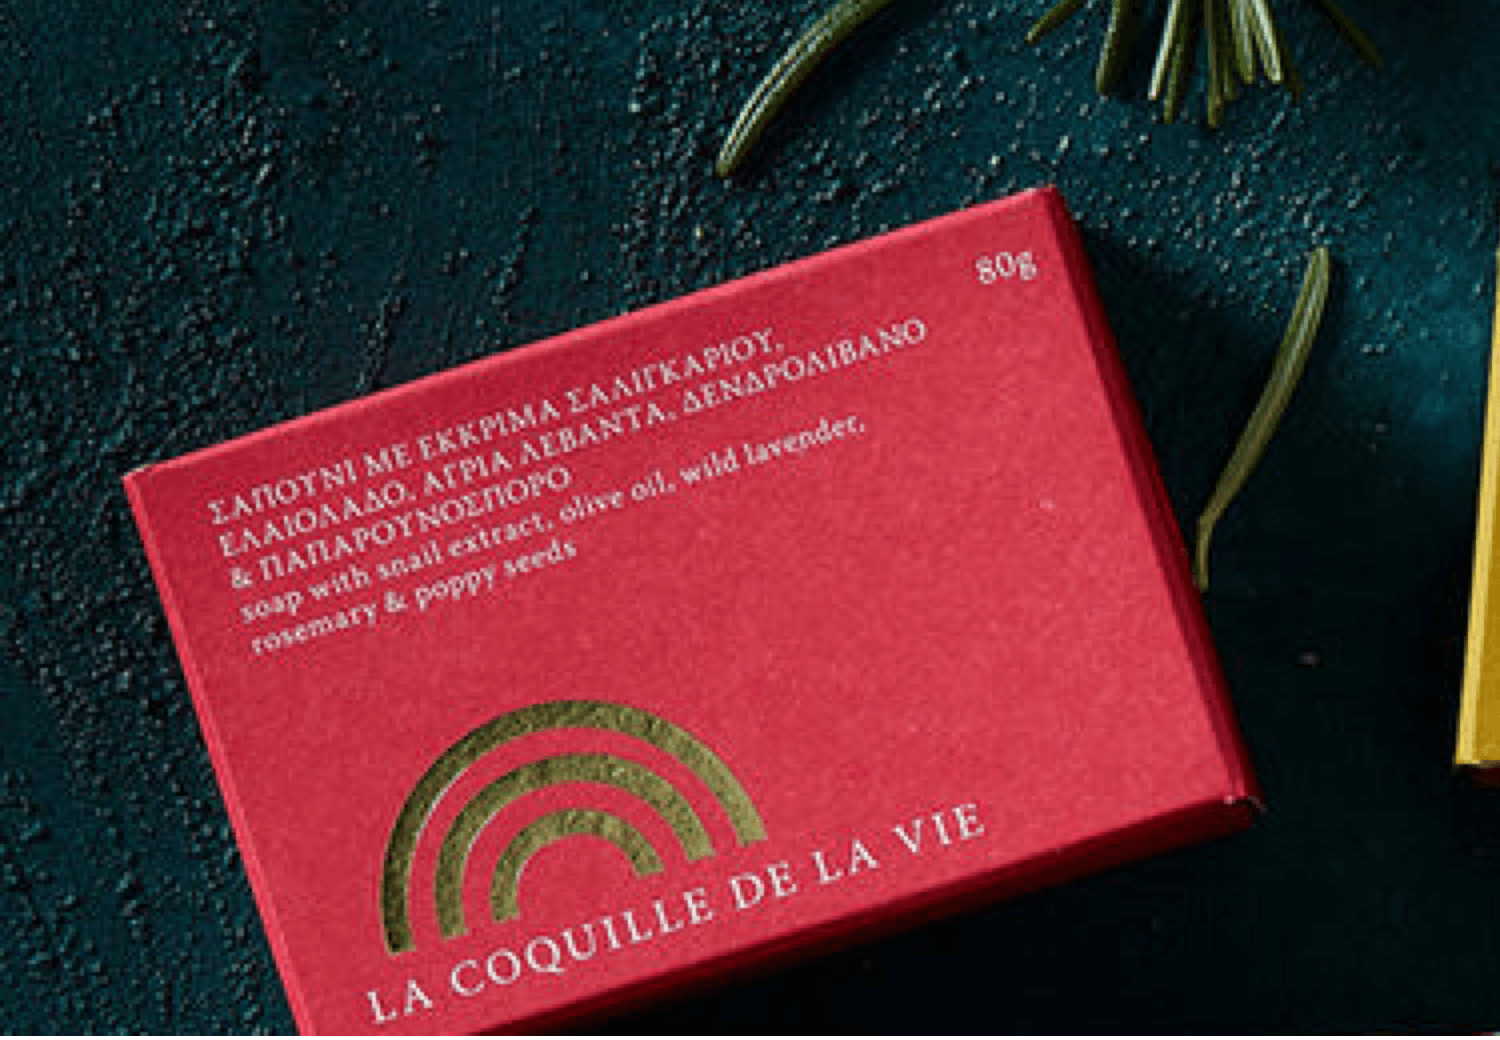 80g
ΣΑΠΟΥΝΙ ΜΕ ΕΚΚΡΙΜΑ ΣΑΛΙΓΚΑΡΙΟΥ,
ΕΛΑΙΟΛΑΔΟ, ΑΓΡΙΑ ΛΕΒΑΝΤΑ, ΔΕΝΔΡΟΛΙΒΑΝΟ
& ΠΑΠΑΡΟΥΝΟΣΠΟΡΟ
soap with snail extract, olive oil, wild lavender,
rosemary & poppy seeds
LA COQUILLE DE LA VIE